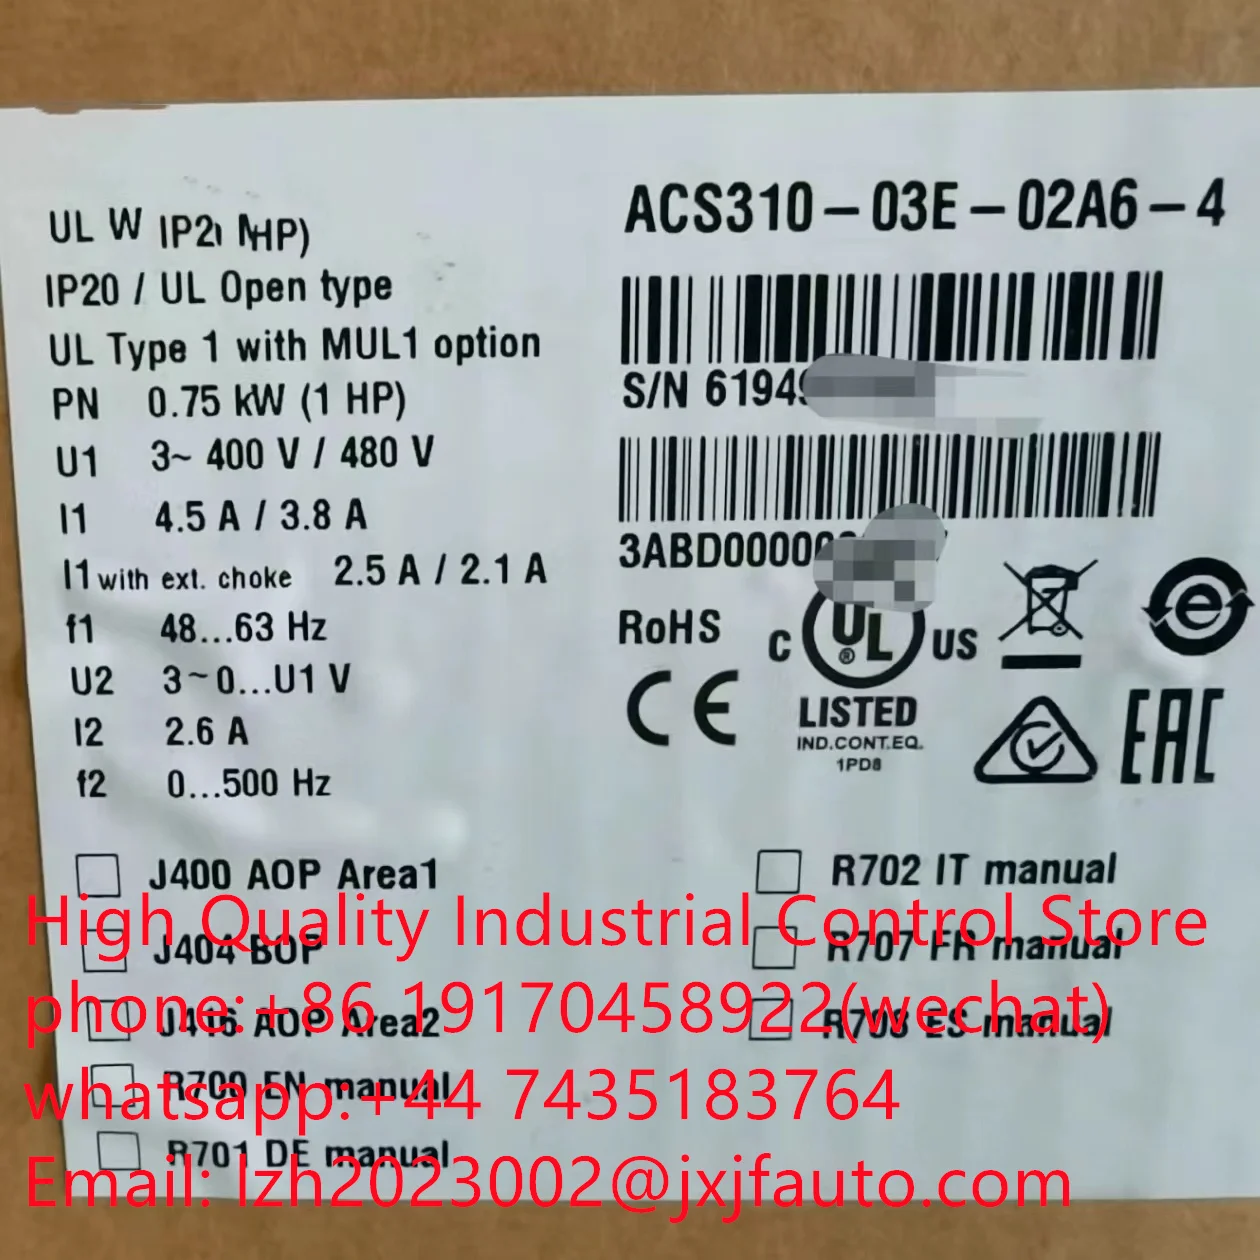 ACS310-03E-02A6-4
UL W IP2 HP)
IP20 / UL Open type
UL Type 1 with MUL1 option
PN 0.75 kW (1 HP)
U1 3~ 400 V / 480 V
I1 4.5 A / 3.8 A
I1 with ext. choke 2.5 A / 2.1 A
f1 48...63 Hz
U2 3~0...U1 V
I2 2.6 A
f2 0...500 Hz
S/N 6194
3ABD00000
RoHS
C UL ® US
LISTED
IND.CONT.EQ.
1PD8
CE
e
EAC
J400 AOP Area1
R702 IT manual
High Quality Industrial Control Store
J404 BOP
R707 FR manual
phone:+86 19170458922(wechat)
J416 AOP Area2
R708 ES manual
R700 EN manual
whatsapp:+44 7435183764
R701 DE manual
Email: lzh2023002@jxjfauto.com